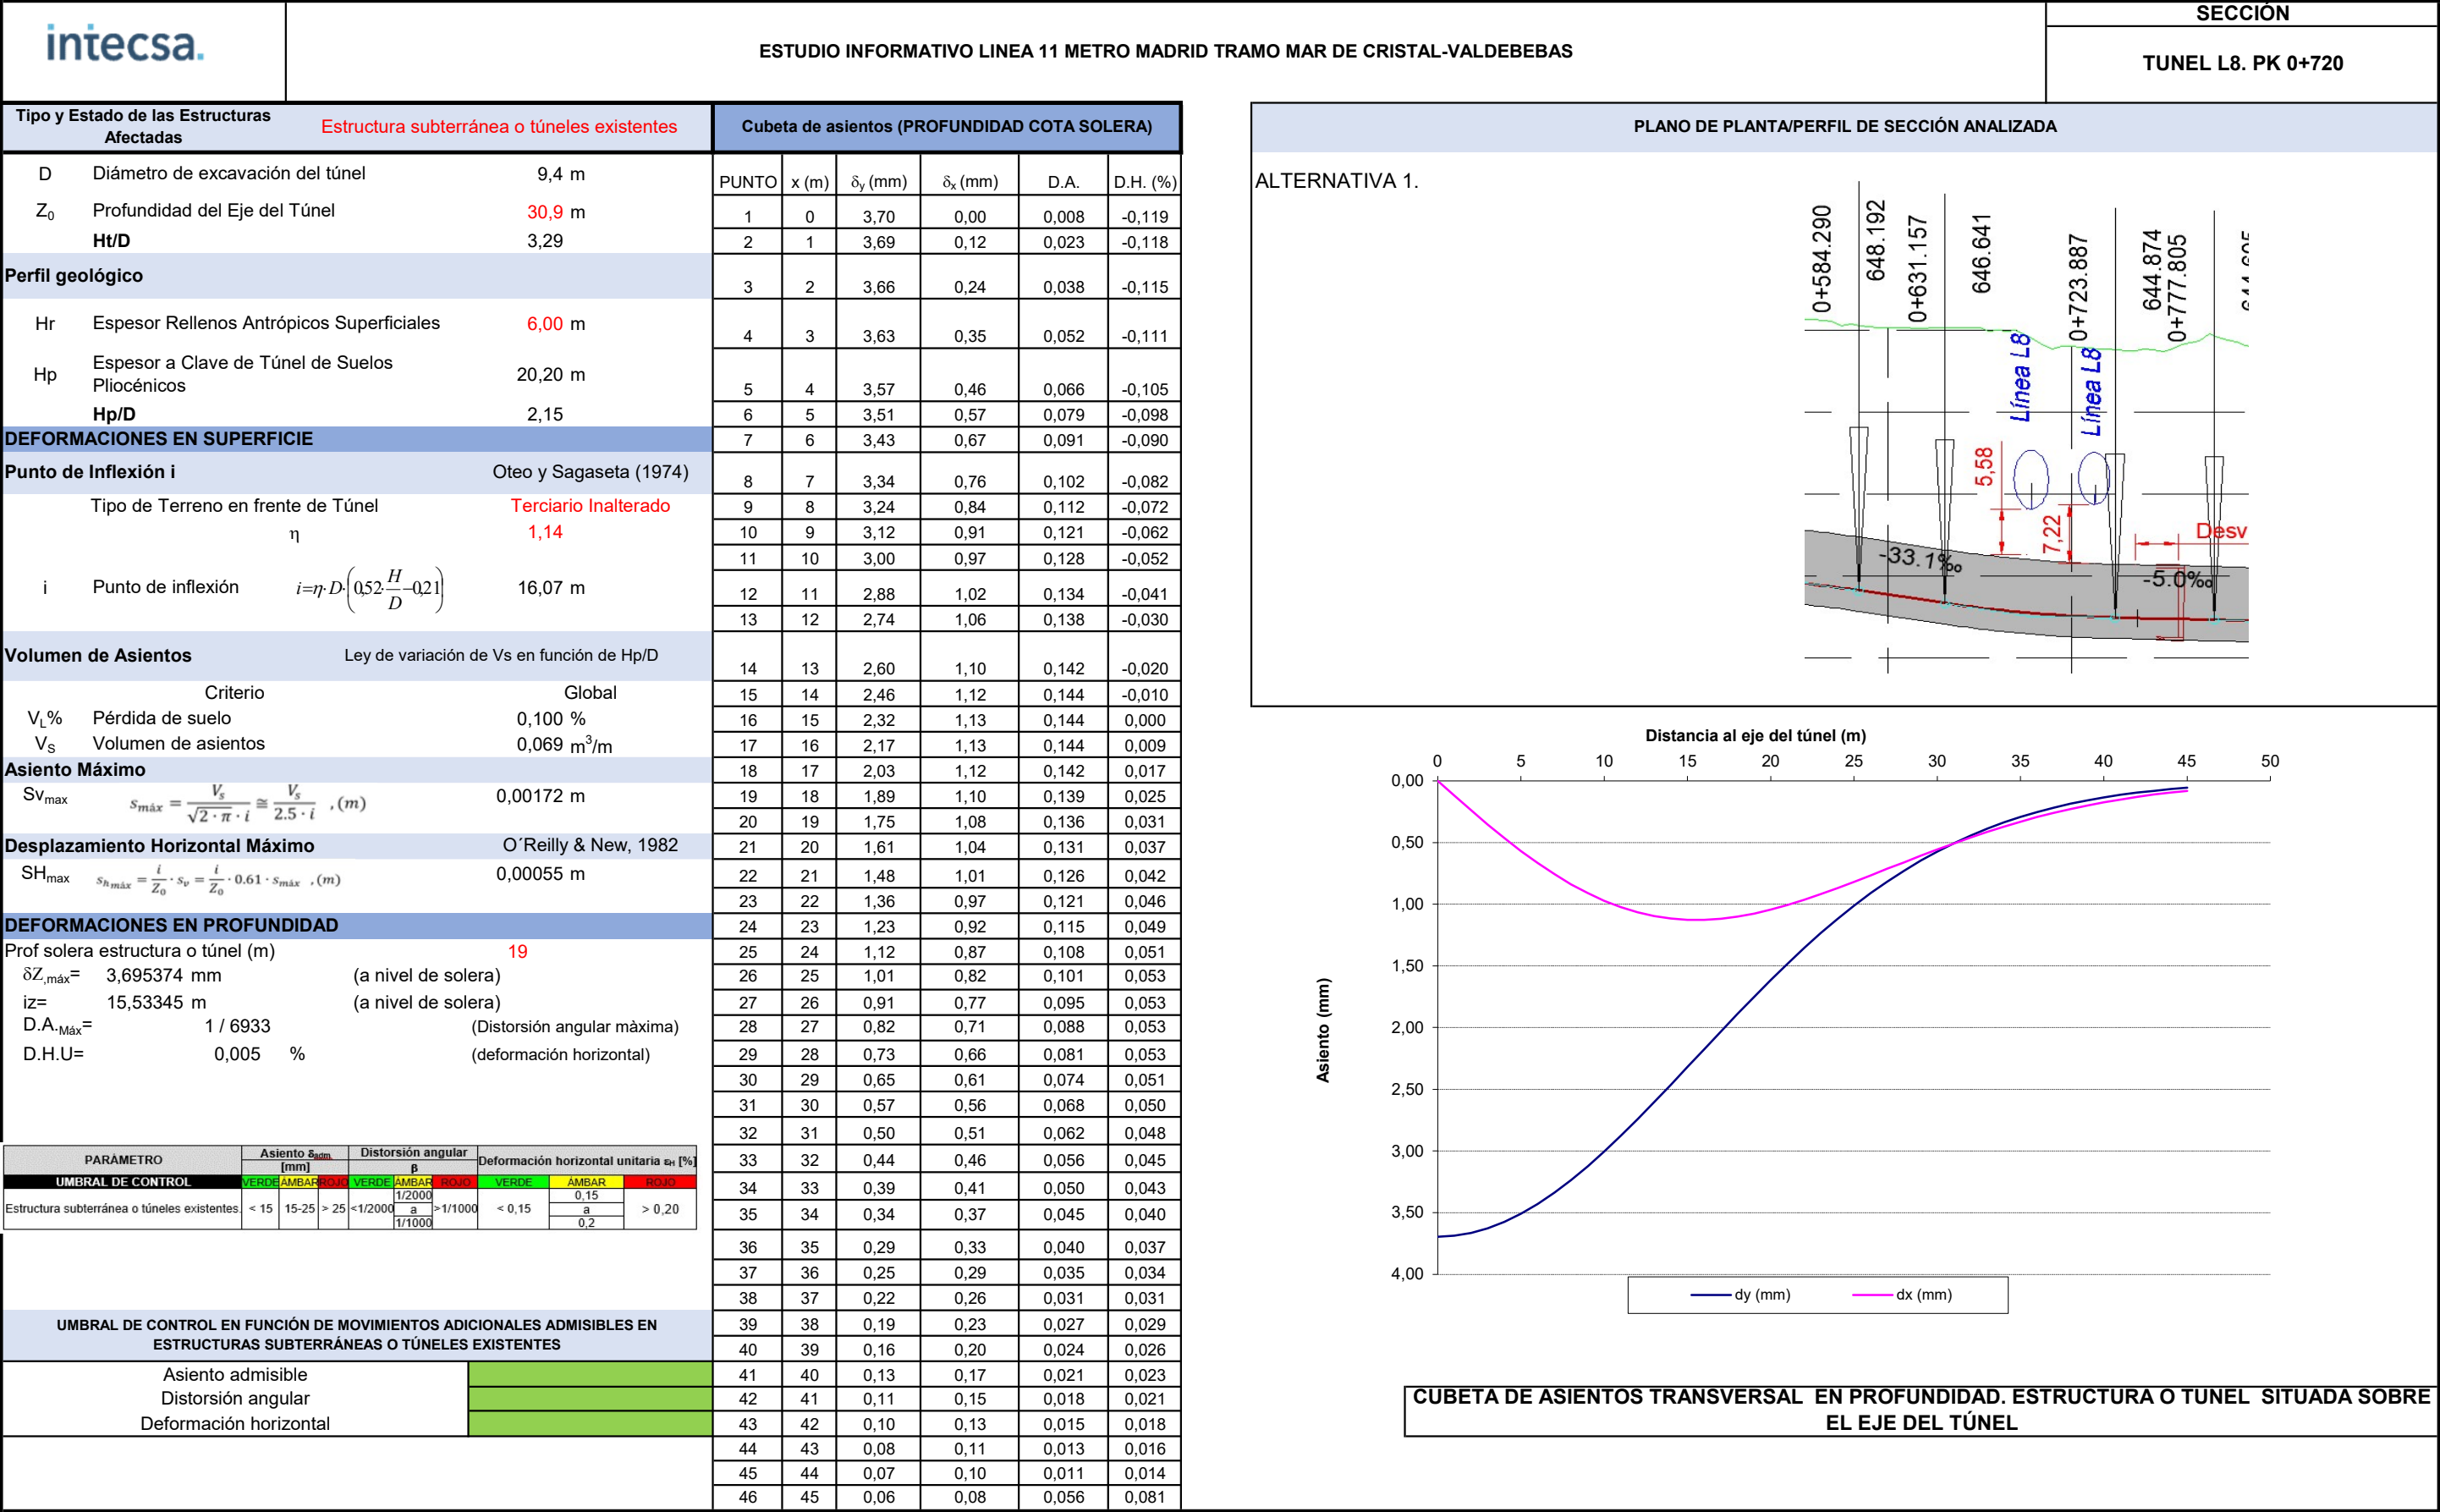 intecsa.
ESTUDIO INFORMATIVO LINEA 11 METRO MADRID TRAMO MAR DE CRISTAL-VALDEBEBAS
SECCIÓN
TUNEL L8. PK 0+720
Tipo y Estado de las Estructuras Afectadas Estructura subterránea o túneles existentes
D Diámetro de excavación del túnel 9,4 m
Z0 Profundidad del Eje del Túnel 30,9 m
Ht/D 3,29
Perfil geológico
Hr Espesor Rellenos Antrópicos Superficiales 6,00 m
Hp Espesor a Clave de Túnel de Suelos Pliocénicos 20,20 m
Hp/D 2,15
DEFORMACIONES EN SUPERFICIE
Punto de Inflexión i Oteo y Sagaseta (1974)
Tipo de Terreno en frente de Túnel Terciario Inalterado
η 1,14
i Punto de inflexión i=η·D·(0,52·H/D−0,21) 16,07 m
Volumen de Asientos Ley de variación de Vs en función de Hp/D
Criterio Global
VL% Pérdida de suelo 0,100 %
VS Volumen de asientos 0,069 m3/m
Asiento Máximo
Svmax smáx = Vs/(√2·π·i) ≅ Vs/(2.5·i) , (m) 0,00172 m
Desplazamiento Horizontal Máximo O´Reilly & New, 1982
SHmax shmáx = i/Z0 · sv = i/Z0 · 0.61 · smáx , (m) 0,00055 m
DEFORMACIONES EN PROFUNDIDAD
Prof solera estructura o túnel (m) 19
δZ,máx= 3,695374 mm (a nivel de solera)
iz= 15,53345 m (a nivel de solera)
D.A.Máx= 1 / 6933 (Distorsión angular màxima)
D.H.U= 0,005 % (deformación horizontal)
PARÁMETRO Asiento δadm. [mm] Distorsión angular β Deformación horizontal unitaria εH [%]
UMBRAL DE CONTROL VERDE ÁMBAR ROJO VERDE ÁMBAR ROJO VERDE ÁMBAR ROJO
Estructura subterránea o túneles existentes. < 15 15-25 > 25 <1/2000 1/2000 a 1/1000 >1/1000 < 0,15 0,15 a 0,2 > 0,20
UMBRAL DE CONTROL EN FUNCIÓN DE MOVIMIENTOS ADICIONALES ADMISIBLES EN
ESTRUCTURAS SUBTERRÁNEAS O TÚNELES EXISTENTES
Asiento admisible
Distorsión angular
Deformación horizontal
Cubeta de asientos (PROFUNDIDAD COTA SOLERA)
PUNTO x (m) δy (mm) δx (mm) D.A. D.H. (%)
1 0 3,70 0,00 0,008 -0,119
2 1 3,69 0,12 0,023 -0,118
3 2 3,66 0,24 0,038 -0,115
4 3 3,63 0,35 0,052 -0,111
5 4 3,57 0,46 0,066 -0,105
6 5 3,51 0,57 0,079 -0,098
7 6 3,43 0,67 0,091 -0,090
8 7 3,34 0,76 0,102 -0,082
9 8 3,24 0,84 0,112 -0,072
10 9 3,12 0,91 0,121 -0,062
11 10 3,00 0,97 0,128 -0,052
12 11 2,88 1,02 0,134 -0,041
13 12 2,74 1,06 0,138 -0,030
14 13 2,60 1,10 0,142 -0,020
15 14 2,46 1,12 0,144 -0,010
16 15 2,32 1,13 0,144 0,000
17 16 2,17 1,13 0,144 0,009
18 17 2,03 1,12 0,142 0,017
19 18 1,89 1,10 0,139 0,025
20 19 1,75 1,08 0,136 0,031
21 20 1,61 1,04 0,131 0,037
22 21 1,48 1,01 0,126 0,042
23 22 1,36 0,97 0,121 0,046
24 23 1,23 0,92 0,115 0,049
25 24 1,12 0,87 0,108 0,051
26 25 1,01 0,82 0,101 0,053
27 26 0,91 0,77 0,095 0,053
28 27 0,82 0,71 0,088 0,053
29 28 0,73 0,66 0,081 0,053
30 29 0,65 0,61 0,074 0,051
31 30 0,57 0,56 0,068 0,050
32 31 0,50 0,51 0,062 0,048
33 32 0,44 0,46 0,056 0,045
34 33 0,39 0,41 0,050 0,043
35 34 0,34 0,37 0,045 0,040
36 35 0,29 0,33 0,040 0,037
37 36 0,25 0,29 0,035 0,034
38 37 0,22 0,26 0,031 0,031
39 38 0,19 0,23 0,027 0,029
40 39 0,16 0,20 0,024 0,026
41 40 0,13 0,17 0,021 0,023
42 41 0,11 0,15 0,018 0,021
43 42 0,10 0,13 0,015 0,018
44 43 0,08 0,11 0,013 0,016
45 44 0,07 0,10 0,011 0,014
46 45 0,06 0,08 0,056 0,081
PLANO DE PLANTA/PERFIL DE SECCIÓN ANALIZADA
ALTERNATIVA 1.
0+584.290
648.192
0+631.157
646.641
0+723.887
644.874
0+777.805
Línea L8
Línea L8
5,58
7,22
Desv
-33.1‰
-5.0‰
Distancia al eje del túnel (m)
0 5 10 15 20 25 30 35 40 45 50
Asiento (mm)
0,00
0,50
1,00
1,50
2,00
2,50
3,00
3,50
4,00
dy (mm) dx (mm)
CUBETA DE ASIENTOS TRANSVERSAL EN PROFUNDIDAD. ESTRUCTURA O TUNEL SITUADA SOBRE
EL EJE DEL TÚNEL